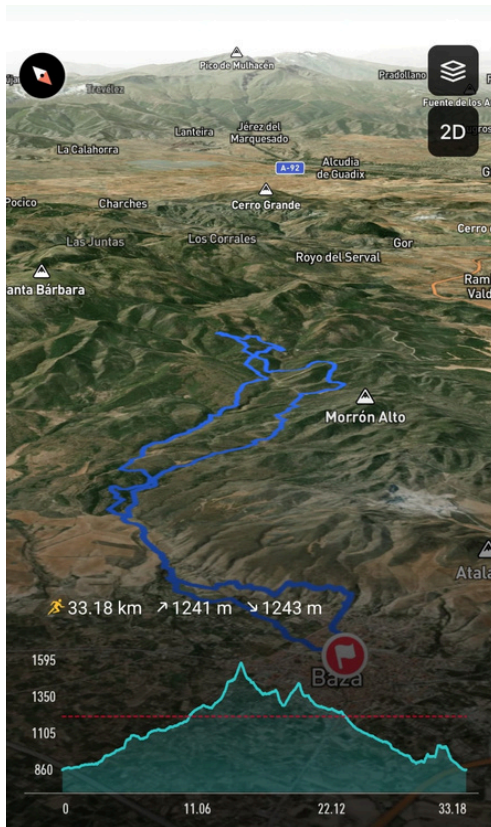 Pico de Mulhacén
Pradollano
Trevélez
2D
Fuente de los A
Lanteira
Jérez del
Marquesado
La Calahorra
A-92
Alcudia
de Guadix
Pocico
Charches
Cerro Grande
Las Juntas
Los Corrales
Gor
Cerro
Royo del Serval
anta Bárbara
Ram
Vald
Morrón Alto
Atala
33.18 km 1241 m 1243 m
Baza
1595
1350
1105
860
0 11.06 22.12 33.18